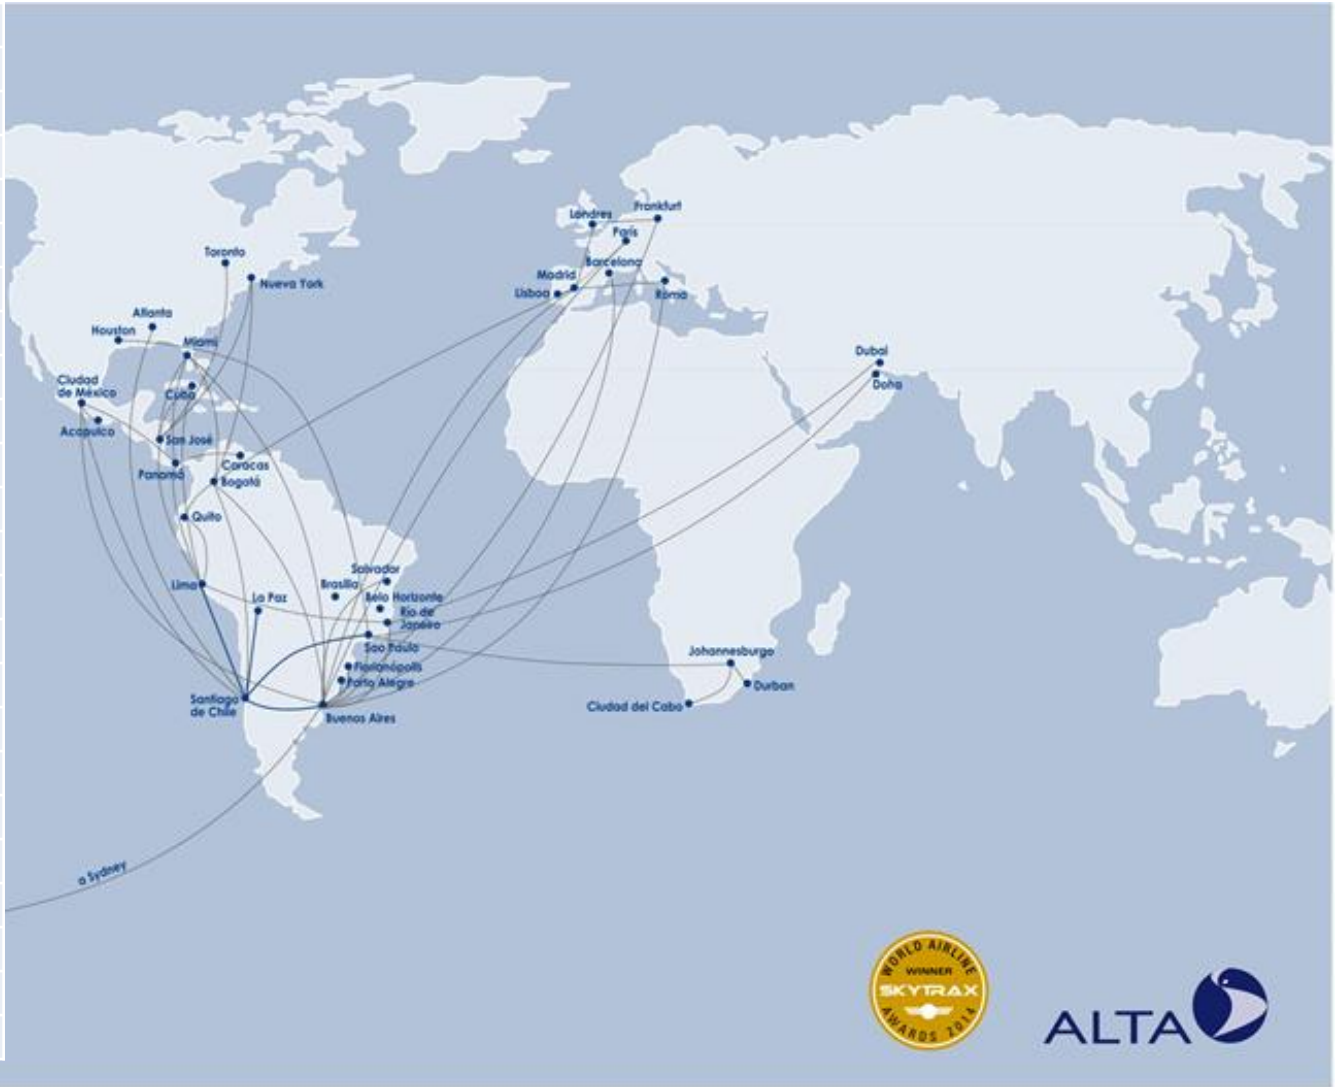 Londres
Frankfurt
París
Toronto
Nueva York
Barcelona
Madrid
Lisboa
Roma
Atlanta
Houston
Miami
Dubai
Doha
Ciudad
de México
Cuba
Acapulco
San José
Panamá
Caracas
Bogotá
Quito
Lima
La Paz
Brasilia
Salvador
Belo Horizonte
Río de
Janeiro
Sao Paulo
Florianópolis
Porto Alegre
Santiago
de Chile
Buenos Aires
Johannesburgo
Durban
Ciudad del Cabo
a Sydney
WORLD AIRLINE
WINNER
SKYTRAX
AWARDS 2014
ALTA